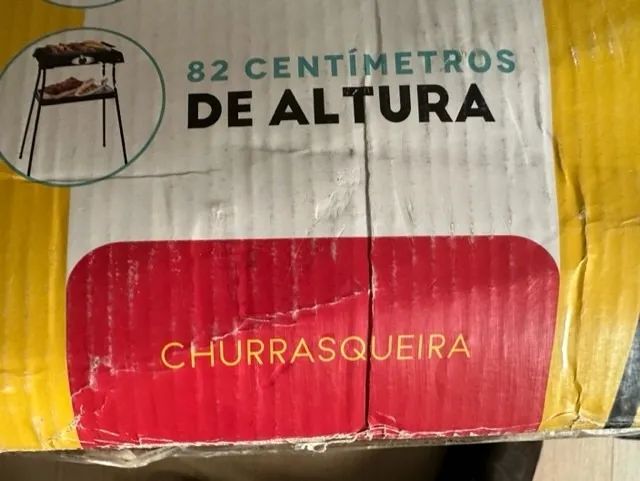 82 CENTÍMETROS
DE ALTURA
CHURRASQUEIRA